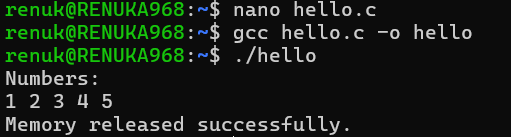 renuk@RENUKA968:~$ nano hello.c
renuk@RENUKA968:~$ gcc hello.c -o hello
renuk@RENUKA968:~$ ./hello
Numbers:
1 2 3 4 5
Memory released successfully.